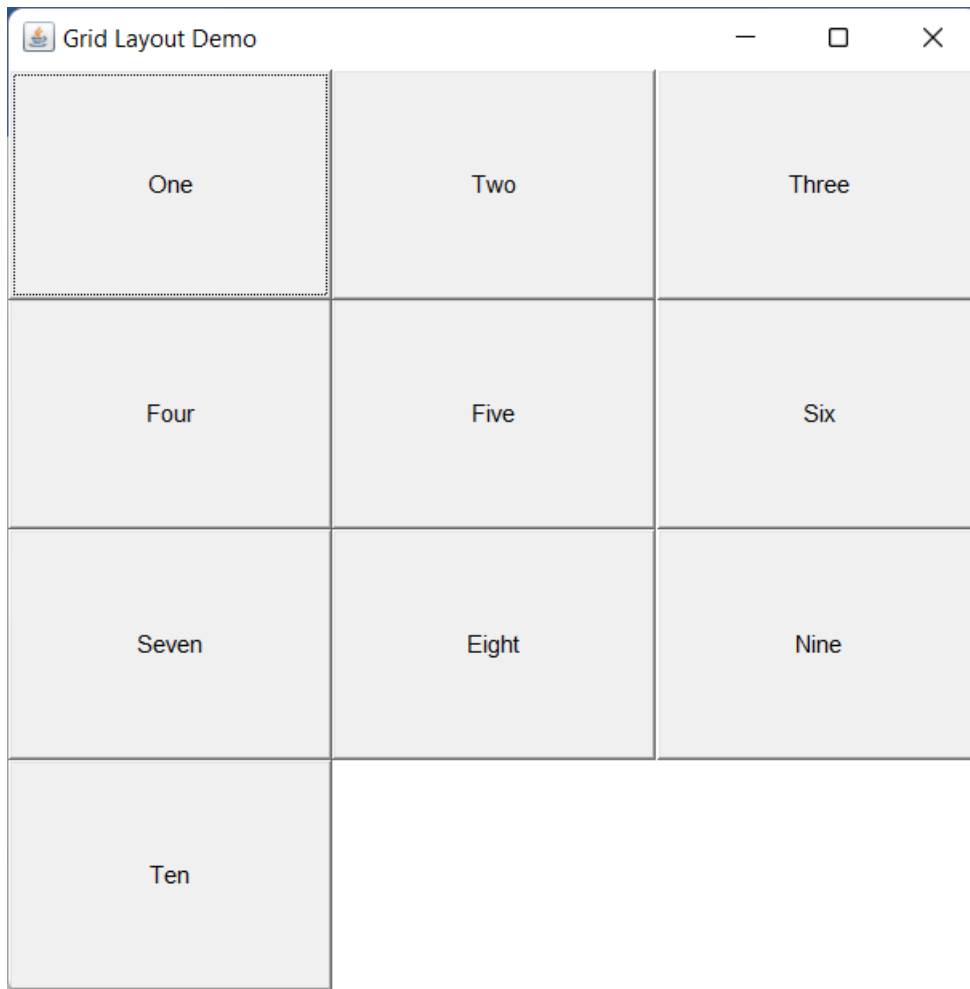 Grid Layout Demo
One Two Three
Four Five Six
Seven Eight Nine
Ten